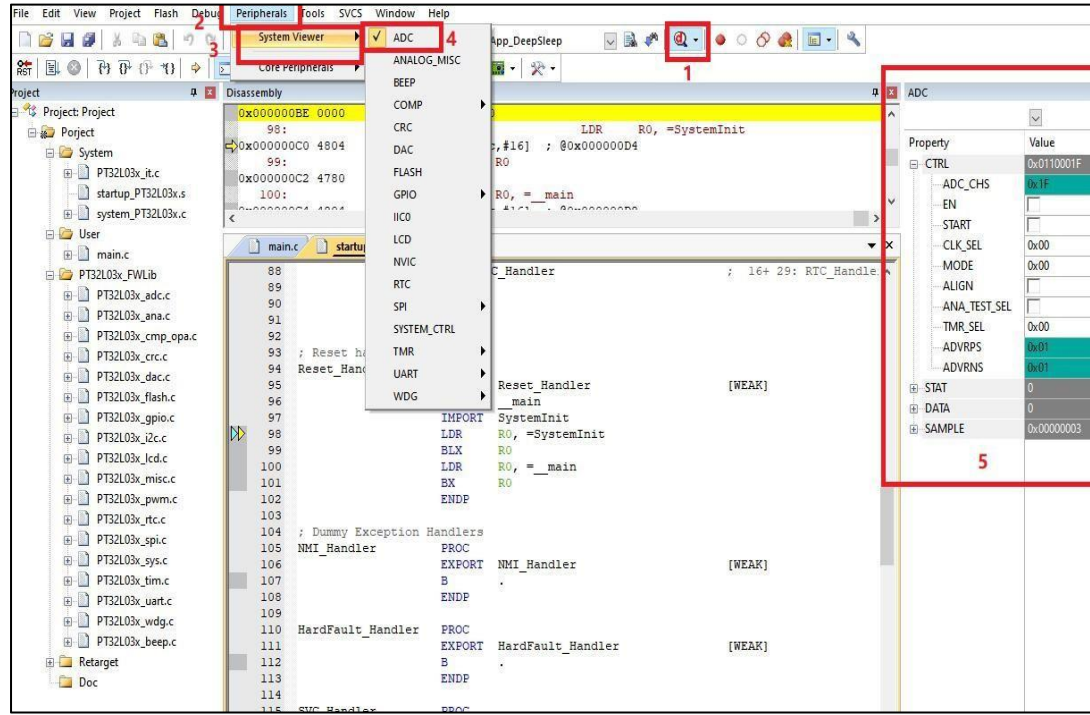 File Edit View Project Flash Debug Peripherals Tools SVCS Window Help
2
System Viewer
ADC
4
App_DeepSleep
3
1
RST
Core Peripherals
ANALOG_MISC
BEEP
COMP
CRC
DAC
FLASH
GPIO
IIC0
LCD
NVIC
RTC
SPI
SYSTEM_CTRL
TMR
UART
WDG
Project
Project: Project
Porject
System
PT32L03x_it.c
startup_PT32L03x.s
system_PT32L03x.c
User
main.c
PT32L03x_FWLib
PT32L03x_adc.c
PT32L03x_ana.c
PT32L03x_cmp_opa.c
PT32L03x_crc.c
PT32L03x_dac.c
PT32L03x_flash.c
PT32L03x_gpio.c
PT32L03x_i2c.c
PT32L03x_lcd.c
PT32L03x_misc.c
PT32L03x_pwm.c
PT32L03x_rtc.c
PT32L03x_spi.c
PT32L03x_sys.c
PT32L03x_tim.c
PT32L03x_uart.c
PT32L03x_wdg.c
PT32L03x_beep.c
Retarget
Doc
Disassembly
0x000000BE 0000
98: LDR R0, =SystemInit
0x000000C0 4804 ,#16] ; @0x000000D4
99: R0
0x000000C2 4780
100: R0, =__main
main.c
88 C_Handler ; 16+ 29: RTC_Handle
89
90
91
92
93 ; Reset ha
94 Reset_Hand
95 Reset_Handler [WEAK]
96 __main
97 IMPORT SystemInit
98 LDR R0, =SystemInit
99 BLX R0
100 LDR R0, =__main
101 BX R0
102 ENDP
103
104 ; Dummy Exception Handlers
105 NMI_Handler PROC
106 EXPORT NMI_Handler [WEAK]
107 B .
108 ENDP
109
110 HardFault_Handler PROC
111 EXPORT HardFault_Handler [WEAK]
112 B .
113 ENDP
114
115 SVC_Handler PROC
ADC
Property Value
CTRL 0x0110001F
ADC_CHS 0x1F
EN
START
CLK_SEL 0x00
MODE 0x00
ALIGN
ANA_TEST_SEL
TMR_SEL 0x00
ADVRPS 0x01
ADVRNS 0x01
STAT 0
DATA 0
SAMPLE 0x00000003
5